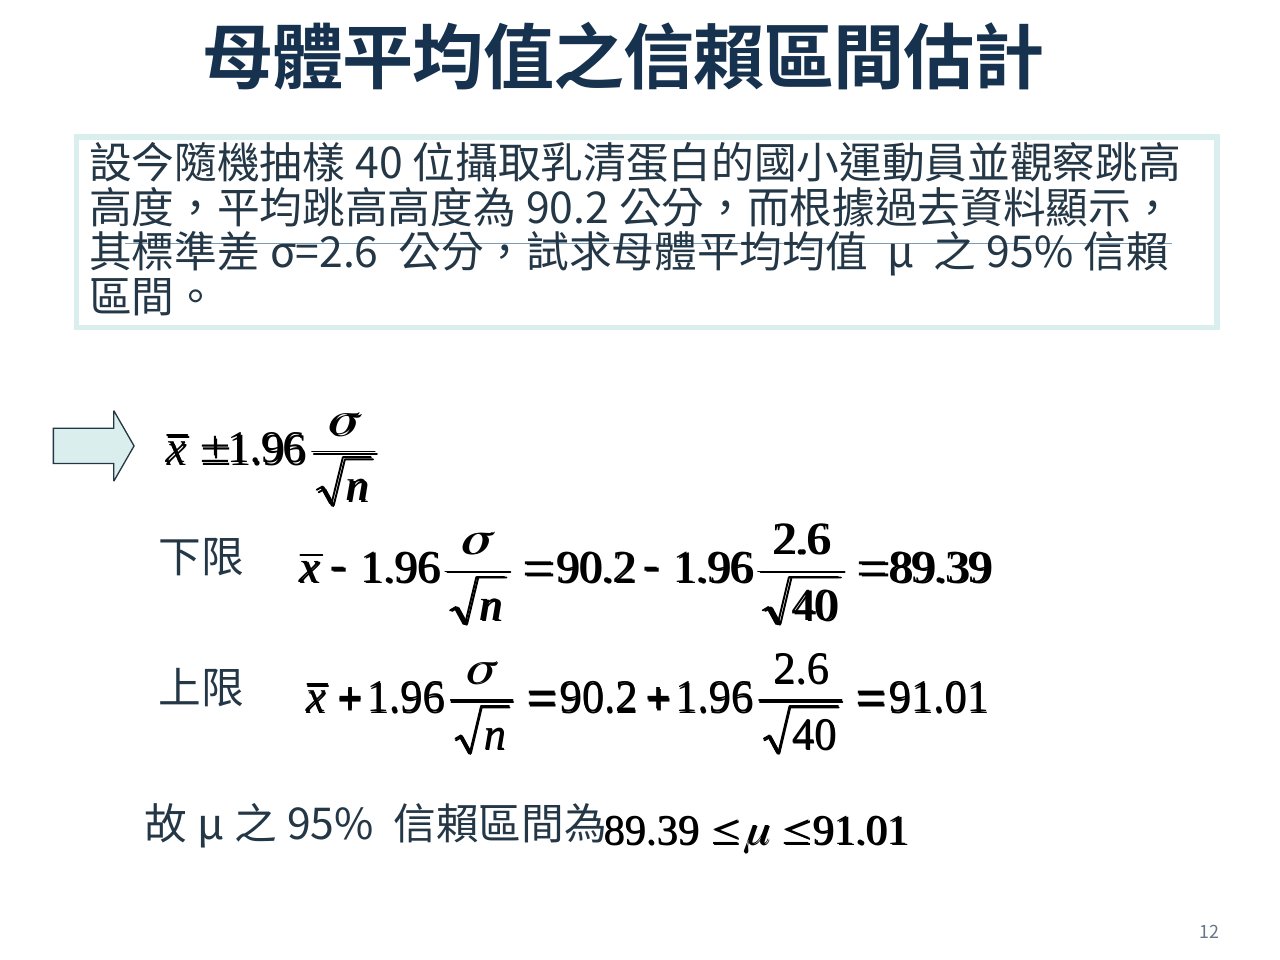 母體平均值之信賴區間估計
設今隨機抽樣 40 位攝取乳清蛋白的國小運動員並觀察跳高
高度，平均跳高高度為 90.2 公分，而根據過去資料顯示，
其標準差 σ=2.6 公分，試求母體平均均值 μ 之 95% 信賴
區間。
x̄ ±1.96 σ/√n
下限 x̄ - 1.96 σ/√n =90.2 - 1.96 2.6/√40 =89.39
上限 x̄ +1.96 σ/√n =90.2 +1.96 2.6/√40 =91.01
故 μ 之 95% 信賴區間為89.39 ≤ μ ≤91.01
12